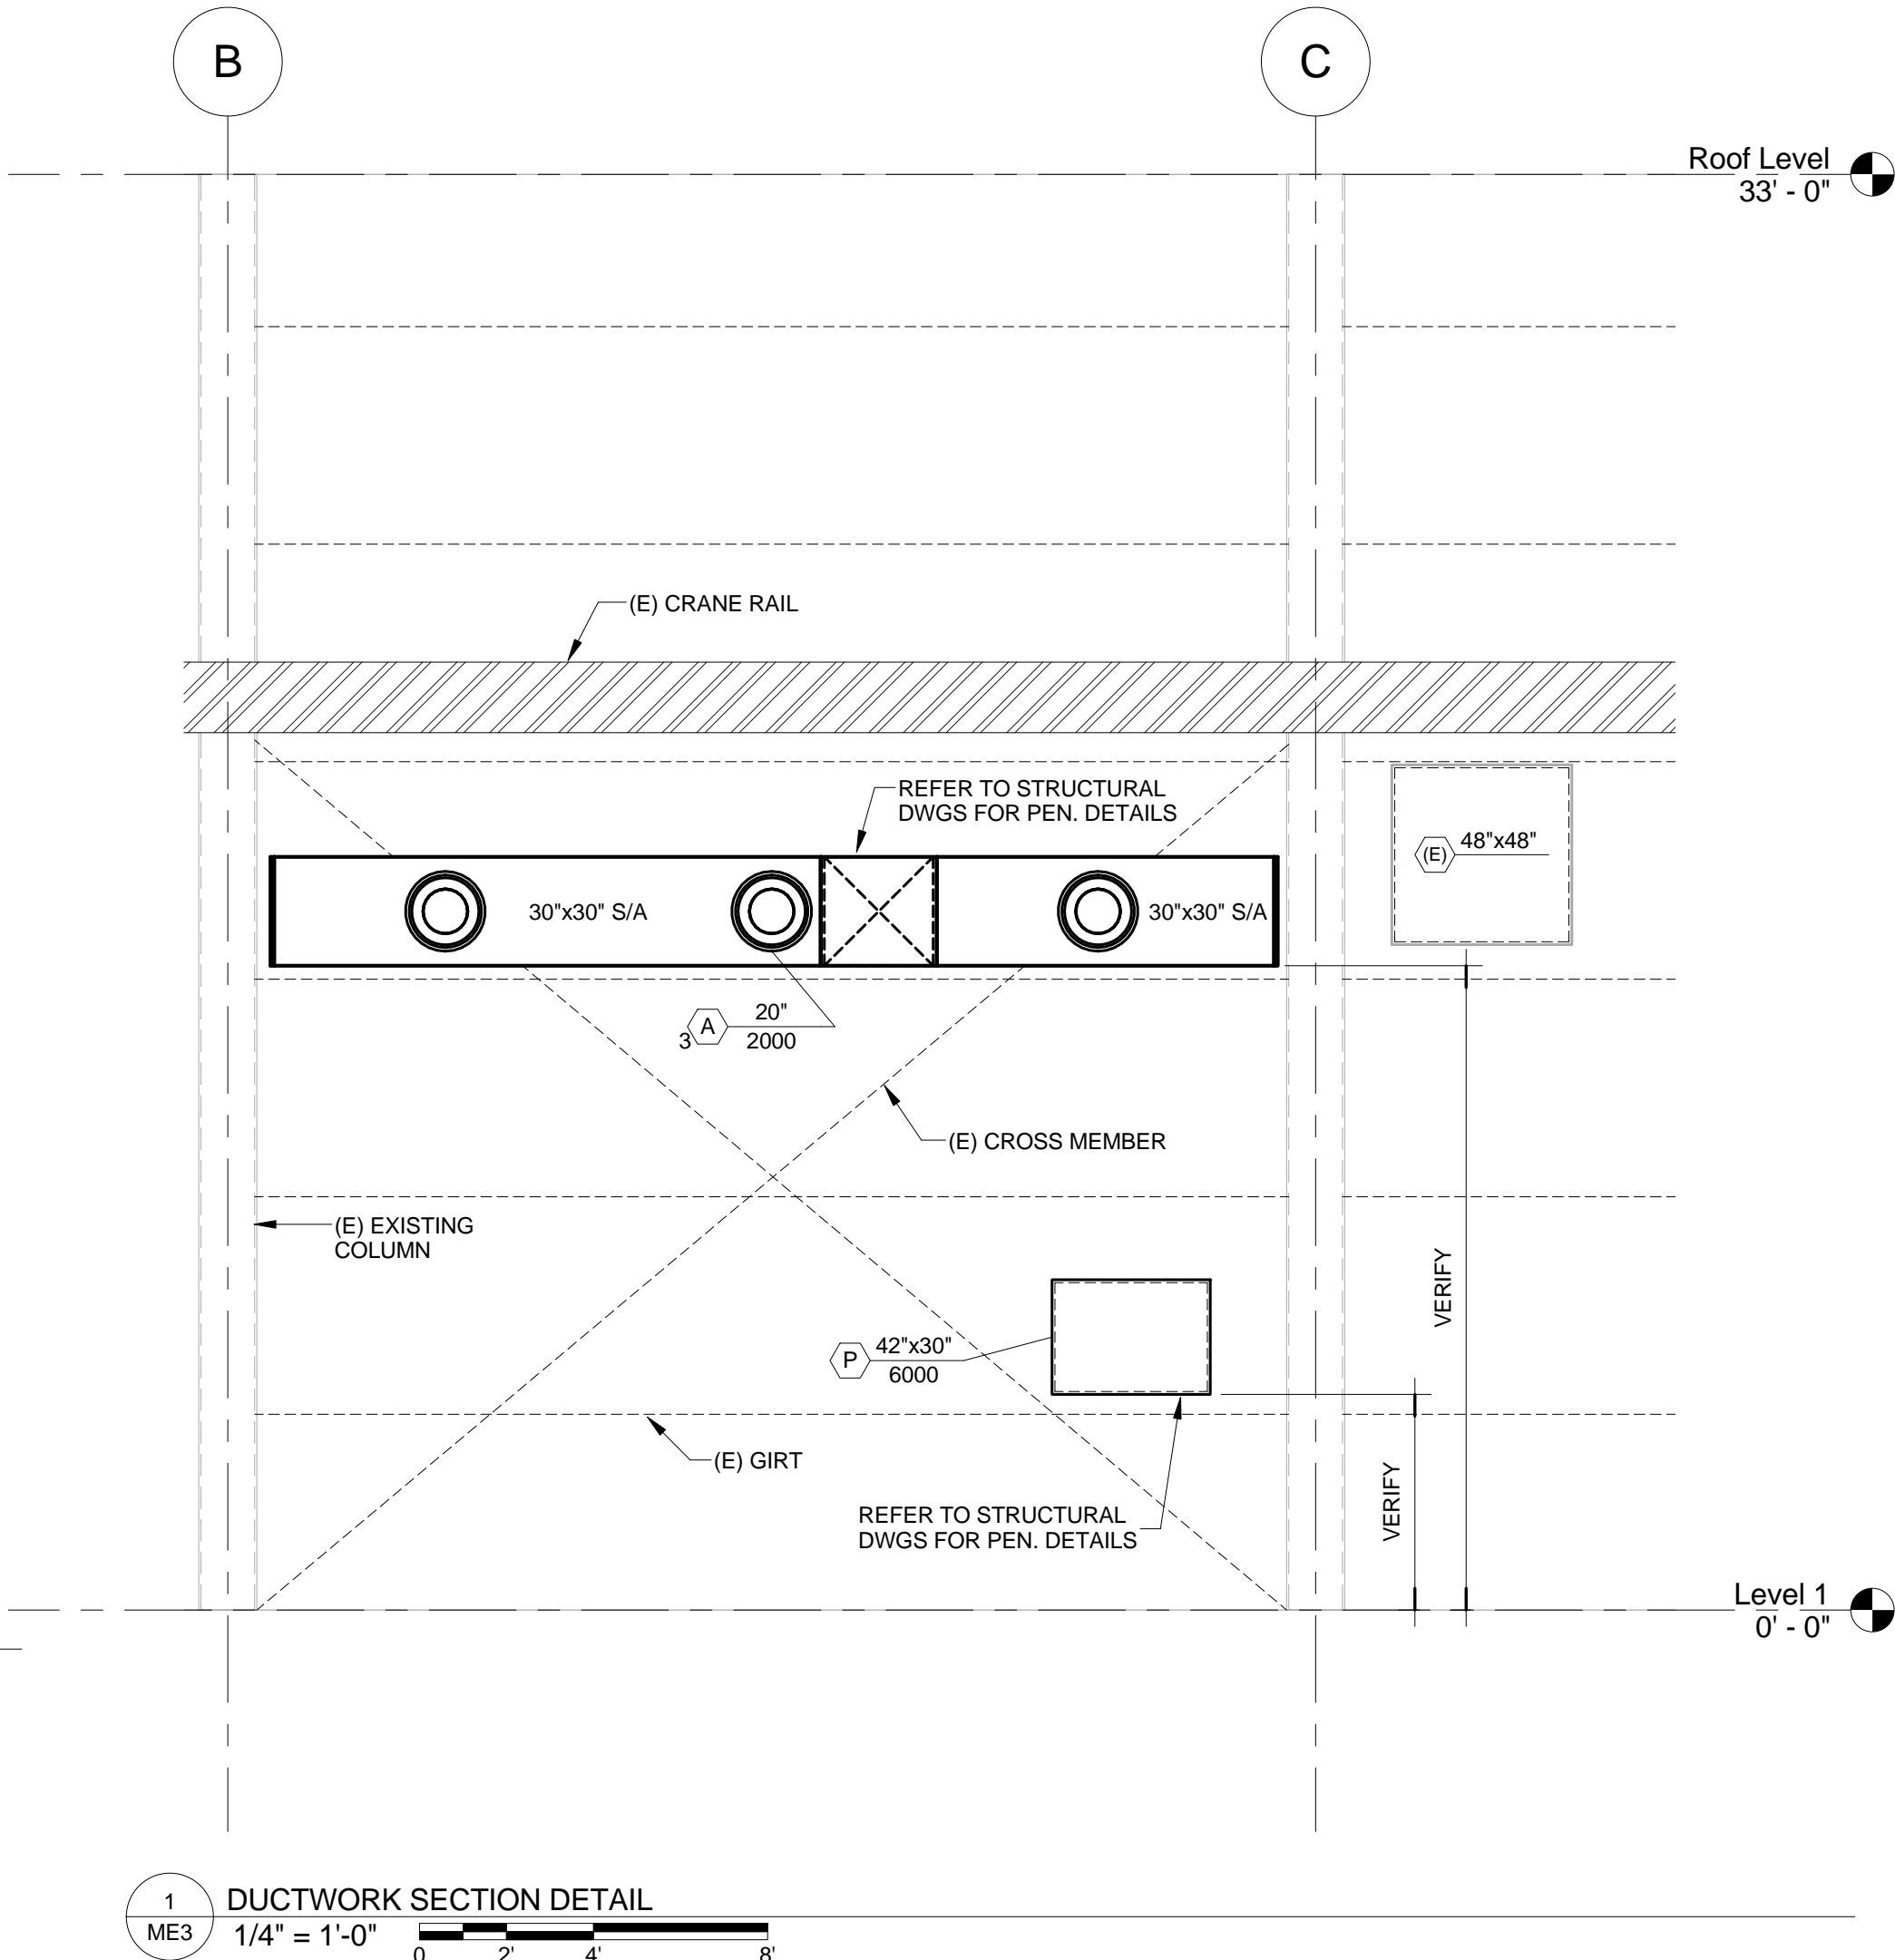 B
C
Roof Level
33' - 0"
(E) CRANE RAIL
REFER TO STRUCTURAL
DWGS FOR PEN. DETAILS
(E)
48"x48"
30"x30" S/A
30"x30" S/A
3
A
20"
2000
(E) CROSS MEMBER
(E) EXISTING
COLUMN
VERIFY
P
42"x30"
6000
(E) GIRT
VERIFY
REFER TO STRUCTURAL
DWGS FOR PEN. DETAILS
Level 1
0' - 0"
1
ME3
DUCTWORK SECTION DETAIL
1/4" = 1'-0"
0 2' 4' 8'